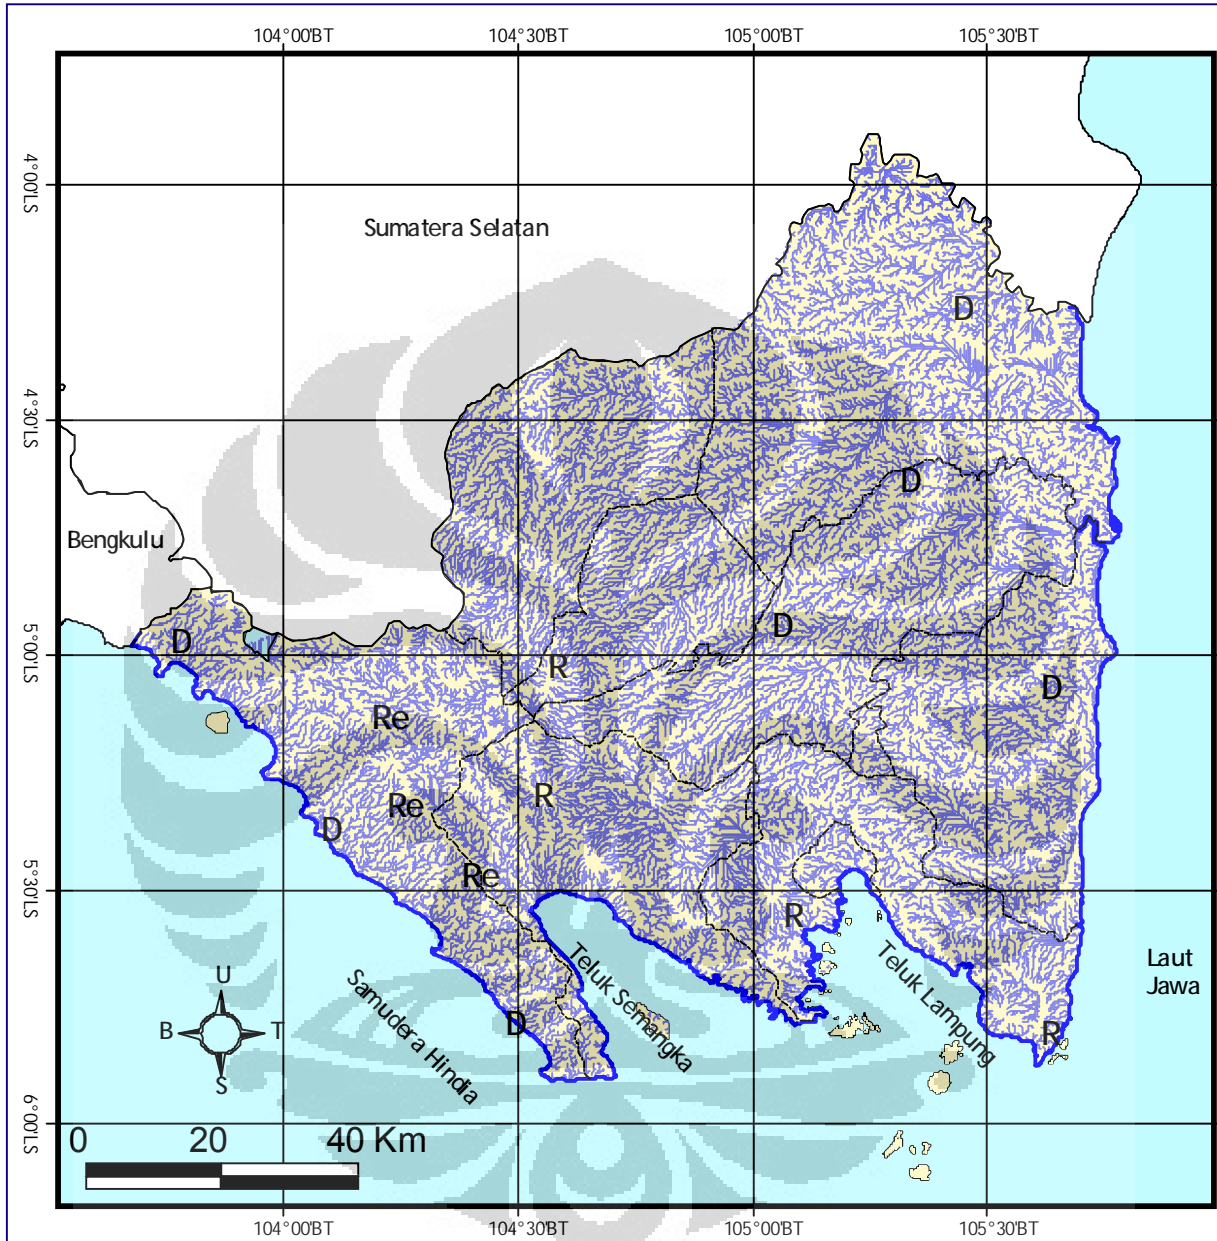 104°00'BT 104°30'BT 105°00'BT 105°30'BT
4°00'LS
Sumatera Selatan
D
4°30'LS
D
Bengkulu
D
D
5°00'LS
R
D
Re
R
Re
D
Re
5°30'LS
R
Teluk Semangka
Teluk Lampung
Laut
Jawa
Samudera Hindia
U
B T
S
D
R
6°00'LS
0 20 40 Km
104°00'BT 104°30'BT 105°00'BT 105°30'BT